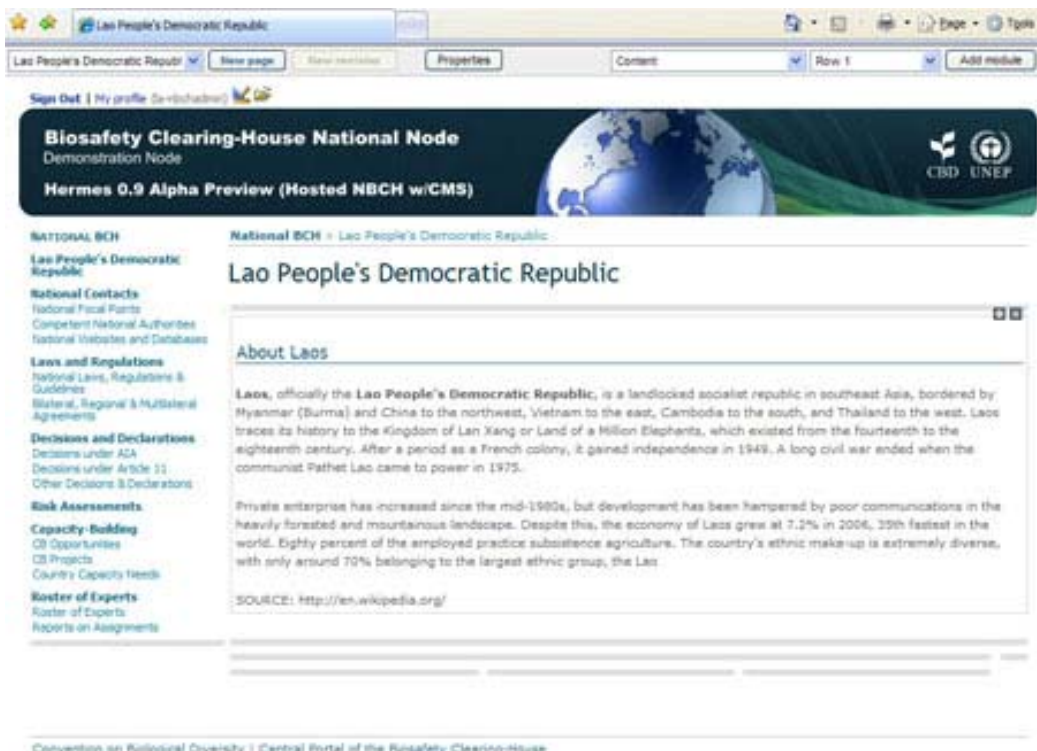 Lao People's Democratic Republic
Page
Tools
Lao People's Democratic Republ
New page
New revision
Properties
Content
Row 1
Add module
Sign Out | My profile
Biosafety Clearing-House National Node
Demonstration Node
Hermes 0.9 Alpha Preview (Hosted NBCH w/CMS)
CBD UNEP
NATIONAL BCH
Lao People's Democratic
Republic
National Contacts
National Focal Points
Competent National Authorities
National Websites and Databases
Laws and Regulations
National Laws, Regulations &
Guidelines
Bilateral, Regional & Multilateral
Agreements
Decisions and Declarations
Decisions under AIA
Decisions under Article 11
Other Decisions & Declarations
Risk Assessments
Capacity-Building
CB Opportunities
CB Projects
Country Capacity Needs
Roster of Experts
Roster of Experts
Reports on Assignments
National BCH > Lao People's Democratic Republic
Lao People's Democratic Republic
About Laos
Laos, officially the Lao People's Democratic Republic, is a landlocked socialist republic in southeast Asia, bordered by
Myanmar (Burma) and China to the northwest, Vietnam to the east, Cambodia to the south, and Thailand to the west. Laos
traces its history to the Kingdom of Lan Xang or Land of a Million Elephants, which existed from the fourteenth to the
eighteenth century. After a period as a French colony, it gained independence in 1949. A long civil war ended when the
communist Pathet Lao came to power in 1975.
Private enterprise has increased since the mid-1980s, but development has been hampered by poor communications in the
heavily forested and mountainous landscape. Despite this, the economy of Laos grew at 7.2% in 2006, 35th fastest in the
world. Eighty percent of the employed practice subsistence agriculture. The country's ethnic make-up is extremely diverse,
with only around 70% belonging to the largest ethnic group, the Lao
SOURCE: http://en.wikipedia.org/
Convention on Biological Diversity | Central Portal of the Biosafety Clearing-House